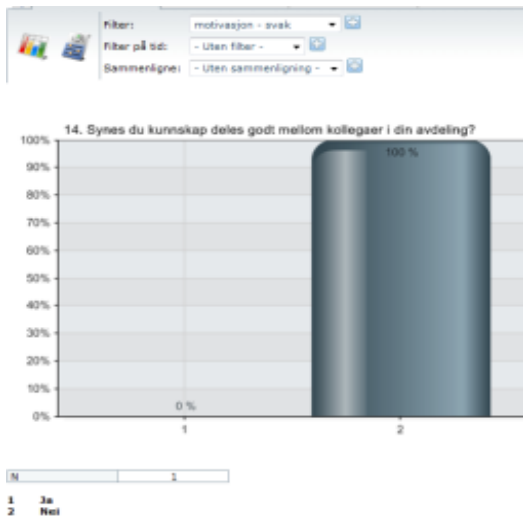 Filter: motivasjon - svak
Filter på tid: - Uten filter -
Sammenligne: - Uten sammenligning -
14. Synes du kunnskap deles godt mellom kollegaer i din avdeling?
100%
90%
80%
70%
60%
50%
40%
30%
20%
10%
0%
0 %
100 %
1 2
N 1
1 Ja
2 Nei